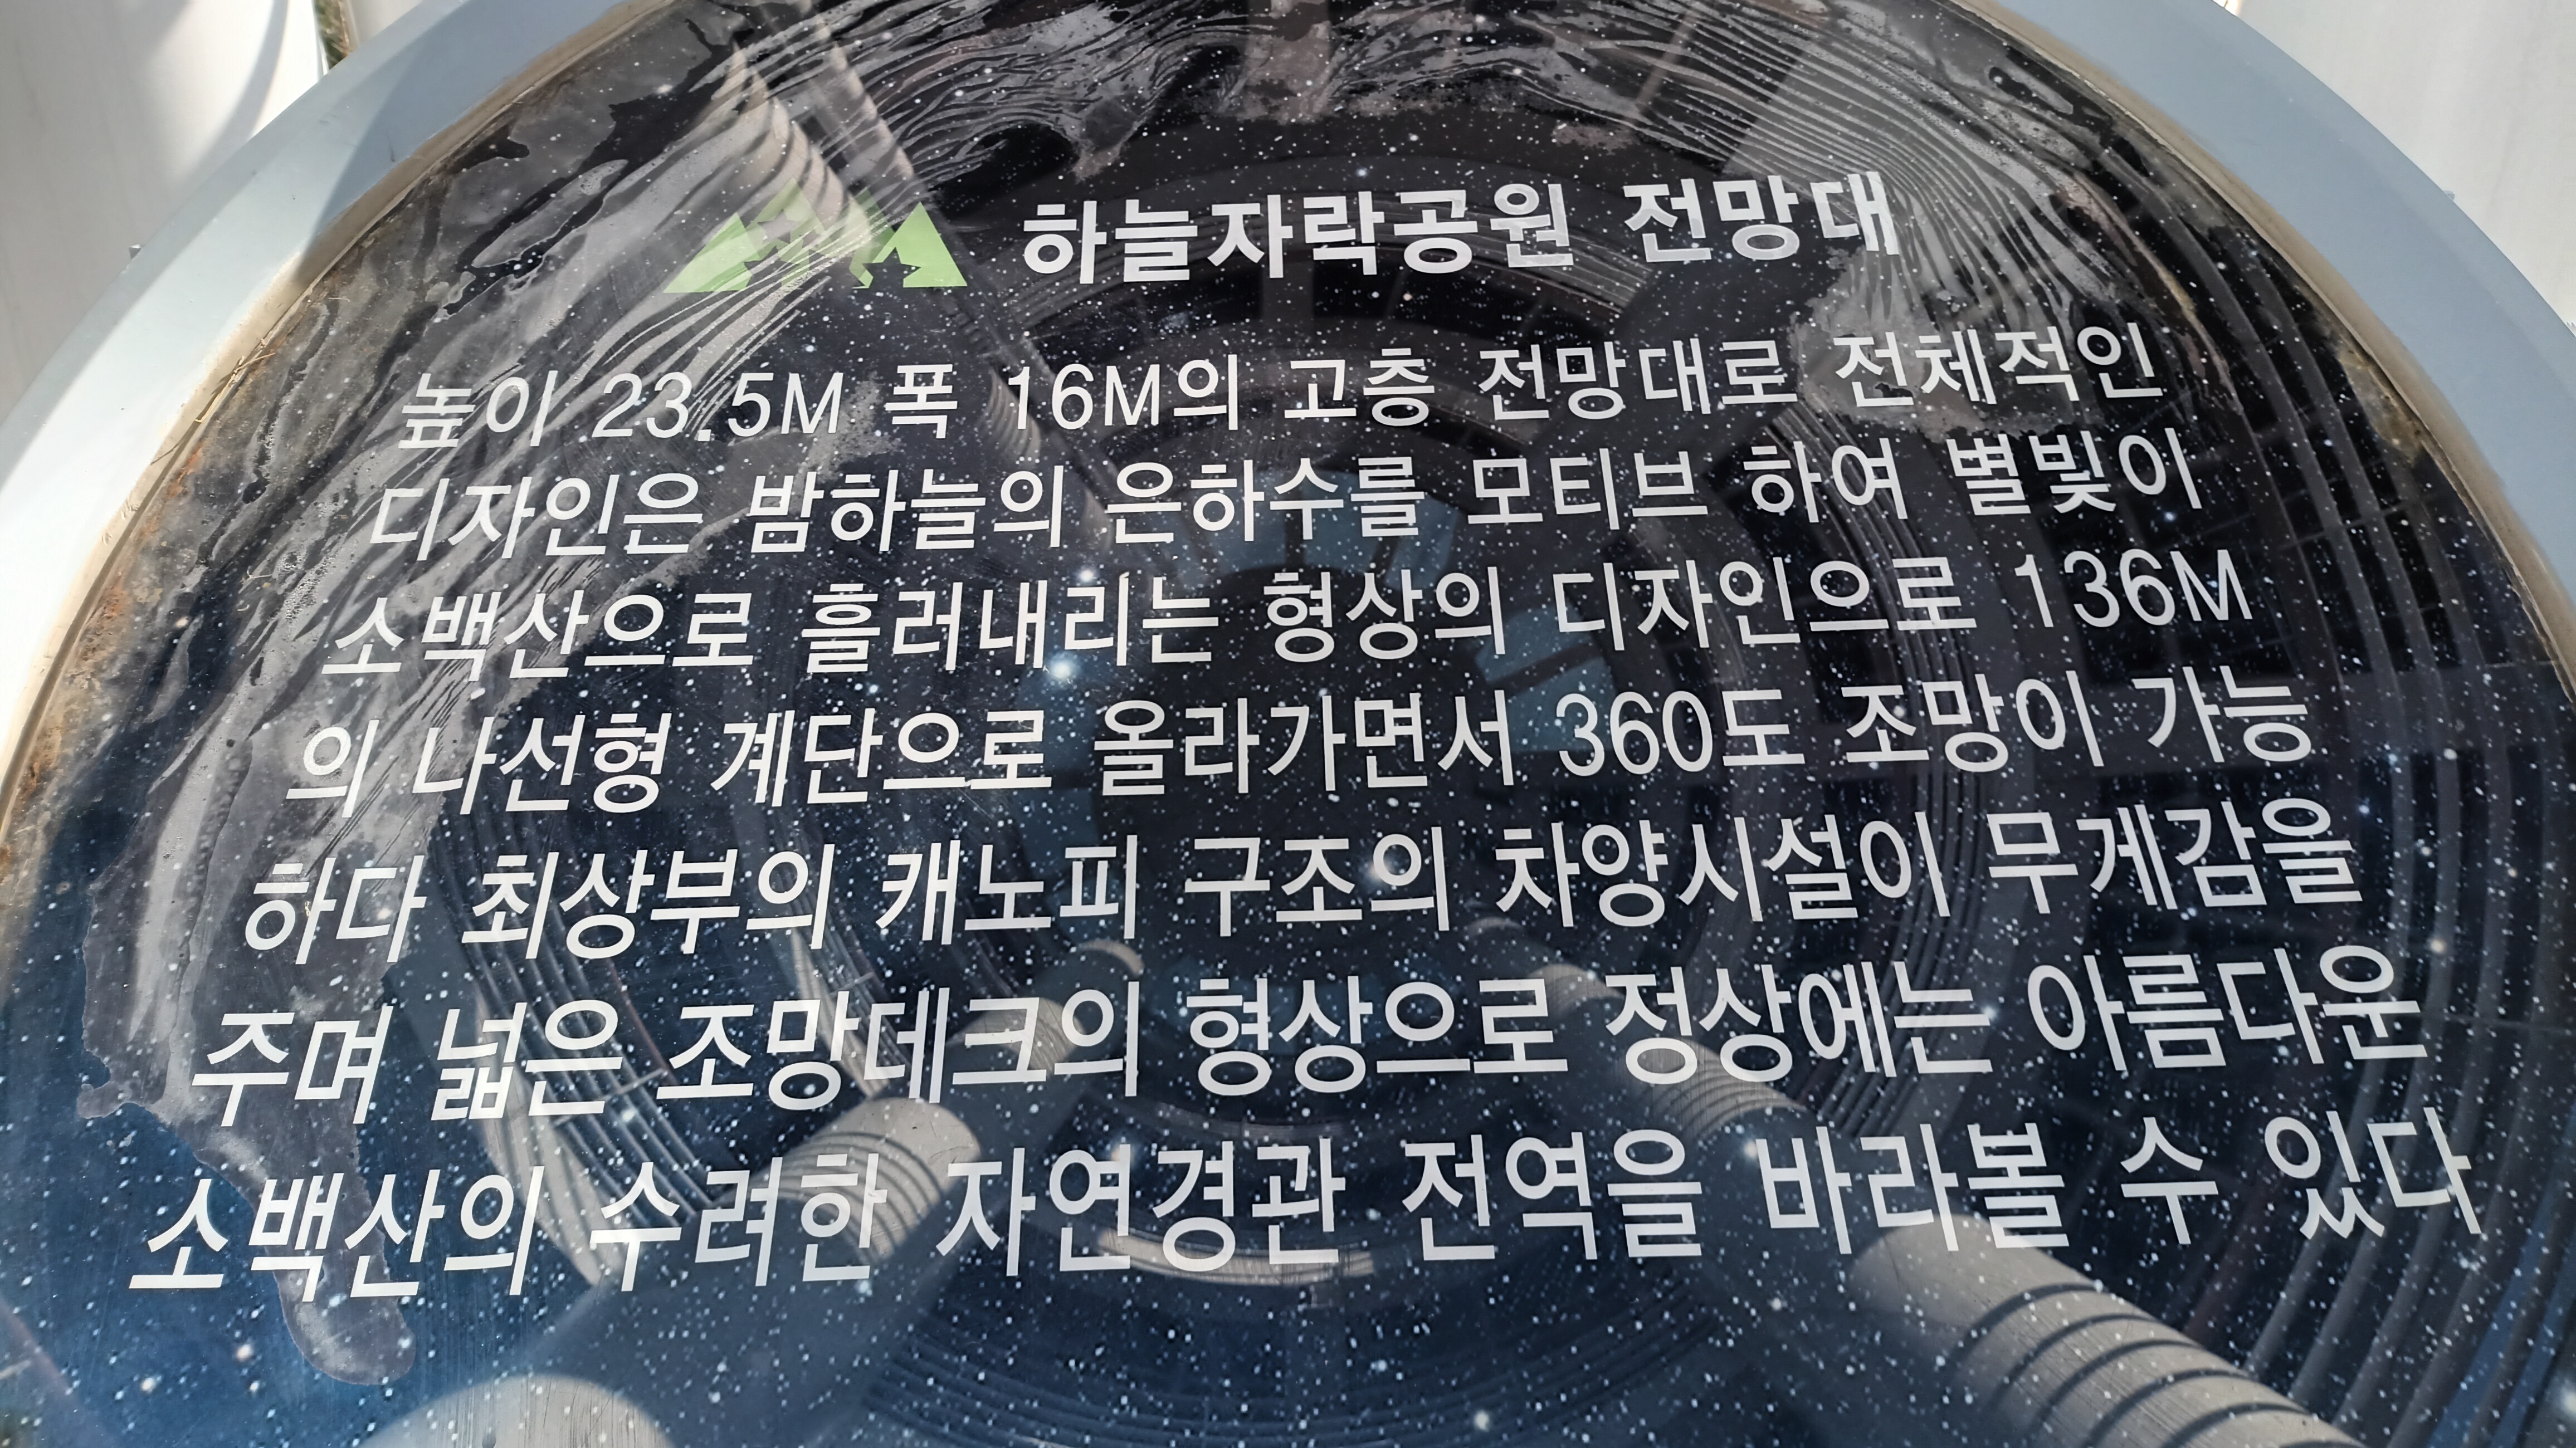 하늘자락공원 전망대
높이 23.5M 폭 16M의 고층 전망대로 전체적인
디자인은 밤하늘의 은하수를 모티브 하여 별빛이
소백산으로 흘러내리는 형상의 디자인으로 136M
의 나선형 계단으로 올라가면서 360도 조망이 가능
하다 최상부의 캐노피 구조의 차양시설이 무게감을
주며 넓은 조망데크의 형상으로 정상에는 아름다운
소백산의 수려한 자연경관 전역을 바라볼 수 있다